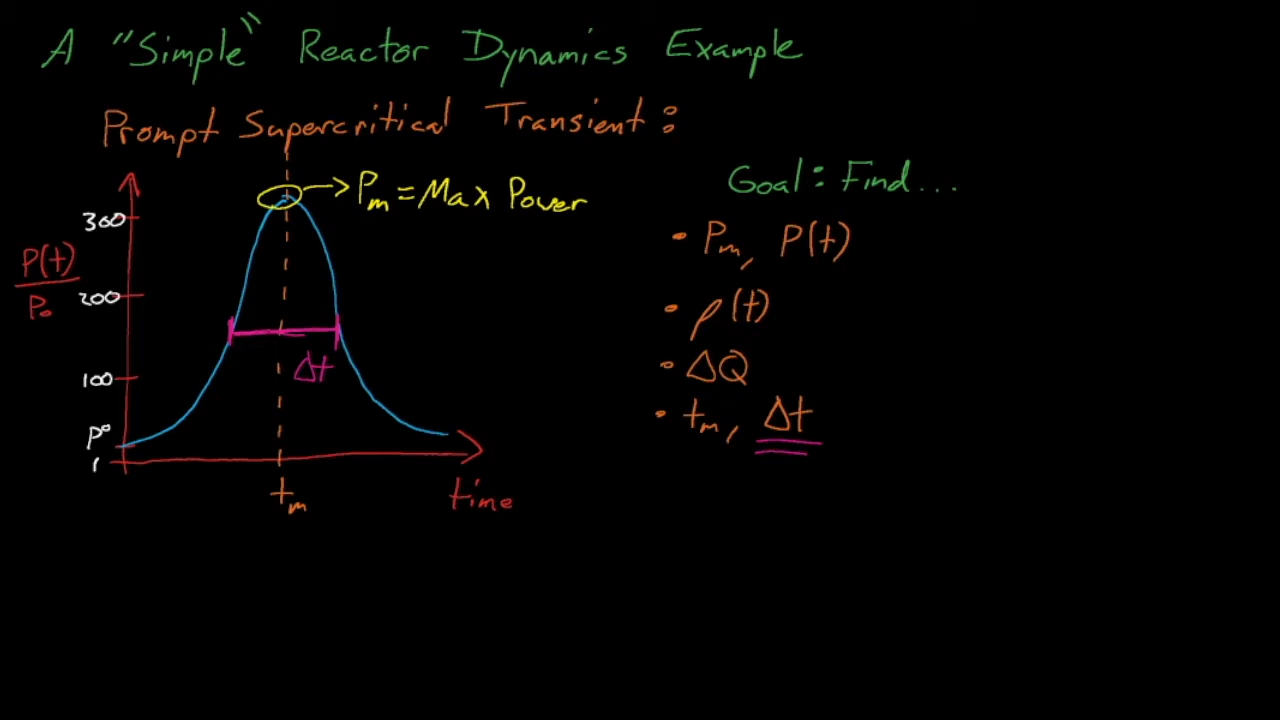 A "Simple" Reactor Dynamics Example
Prompt Supercritical Transient:
Pm = Max Power
Goal: Find...
• Pm, P(t)
• ρ(t)
• ΔQ
• tm, Δt
P(t)
P₀
300
200
100
P⁰
1
Δt
tm
time